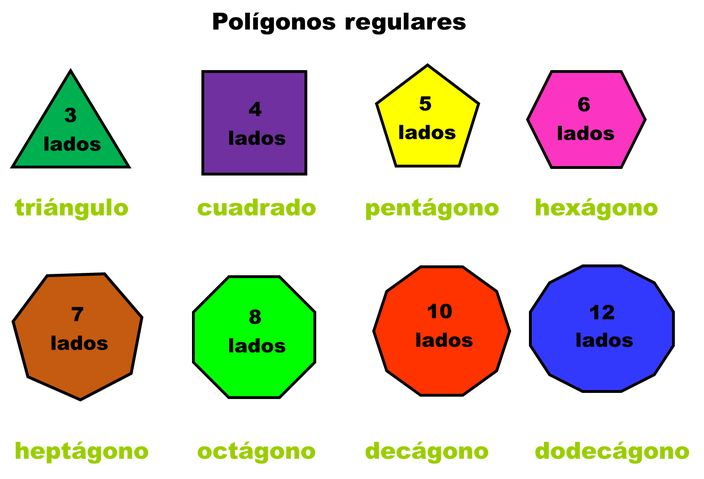 Polígonos regulares
3
lados
4
lados
5
lados
6
lados
triángulo
cuadrado
pentágono
hexágono
7
lados
8
lados
10
lados
12
lados
heptágono
octágono
decágono
dodecágono